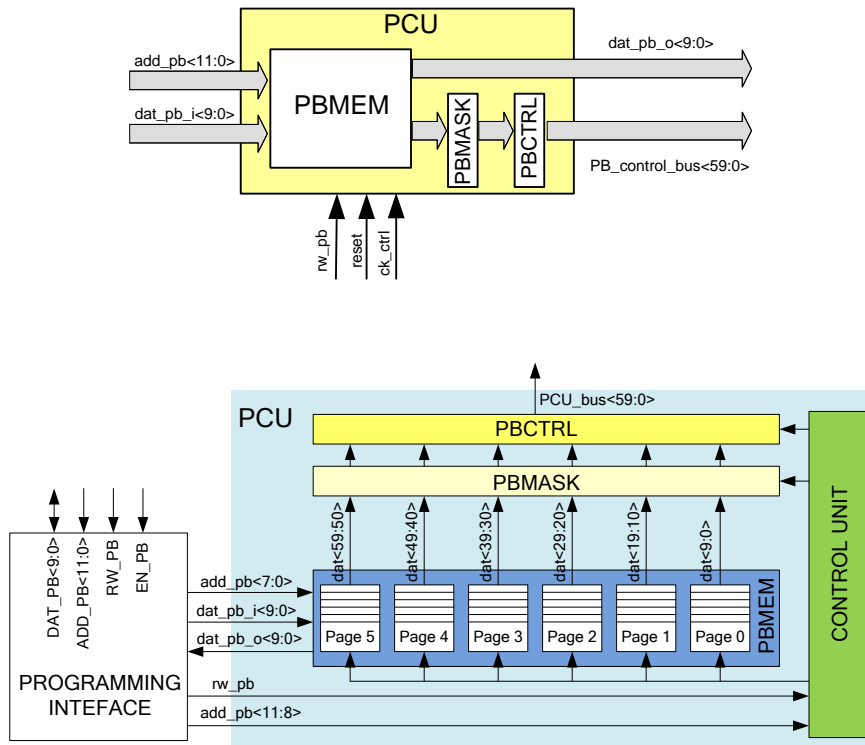 PCU
add_pb<11:0>
dat_pb_o<9:0>
PBMEM
dat_pb_i<9:0>
PBMASK
PBCTRL
PB_control_bus<59:0>
rw_pb
reset
ck_ctrl
PCU_bus<59:0>
PCU
PBCTRL
PBMASK
CONTROL UNIT
dat<59:50>
dat<49:40>
dat<39:30>
dat<29:20>
dat<19:10>
dat<9:0>
DAT_PB<9:0>
ADD_PB<11:0>
RW_PB
EN_PB
add_pb<7:0>
dat_pb_i<9:0>
dat_pb_o<9:0>
Page 5
Page 4
Page 3
Page 2
Page 1
Page 0
PBMEM
PROGRAMMING
INTEFACE
rw_pb
add_pb<11:8>